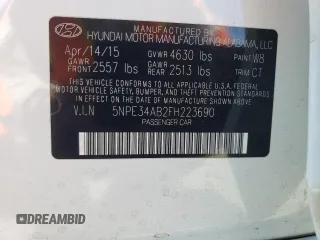 MANUFACTURED BY
HYUNDAI MOTOR MANUFACTURING ALABAMA, LLC
Apr/14/15 GVWR 4630 lbs
GAWR FRONT 2557 lbs GAWR REAR 2513 lbs PAINT W8 TRIM CT
THIS VEHICLE CONFORMS TO ALL APPLICABLE
FEDERAL MOTOR VEHICLE SAFETY, BUMPER, AND THEFT
PREVENTION STANDARDS IN EFFECT ON THE DATE OF
MANUFACTURE SHOWN ABOVE.
V.I.N 5NPE34AB2FH223690
PASSENGER CAR